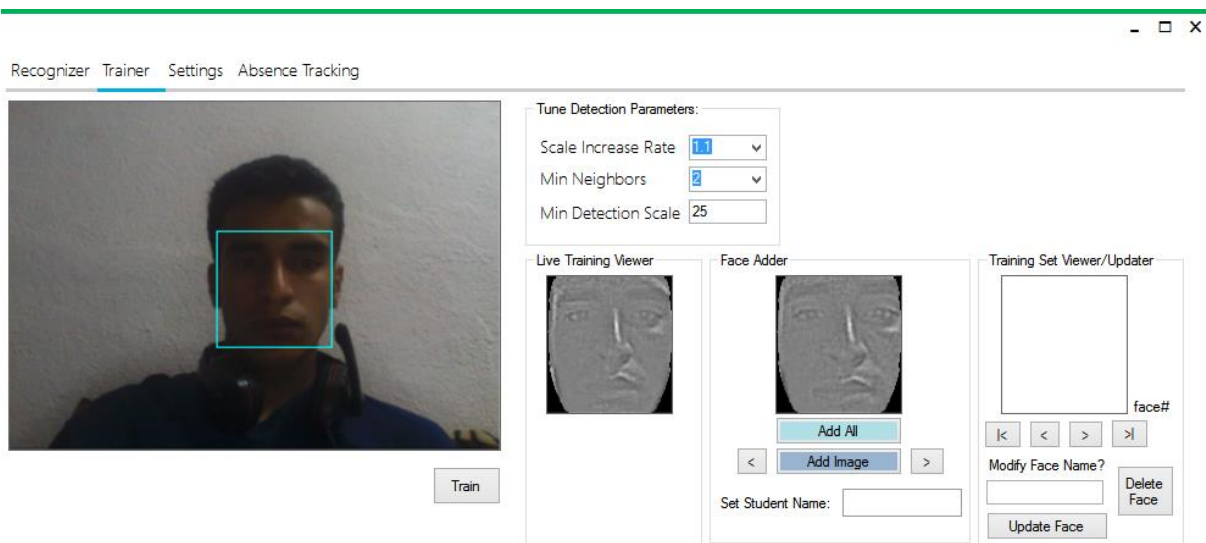 Recognizer Trainer Settings Absence Tracking
Tune Detection Parameters:
Scale Increase Rate 1.1
Min Neighbors 2
Min Detection Scale 25
Live Training Viewer
Face Adder
Add All
< Add Image >
Set Student Name:
Training Set Viewer/Updater
face#
|< < > >|
Modify Face Name?
Delete
Face
Update Face
Train